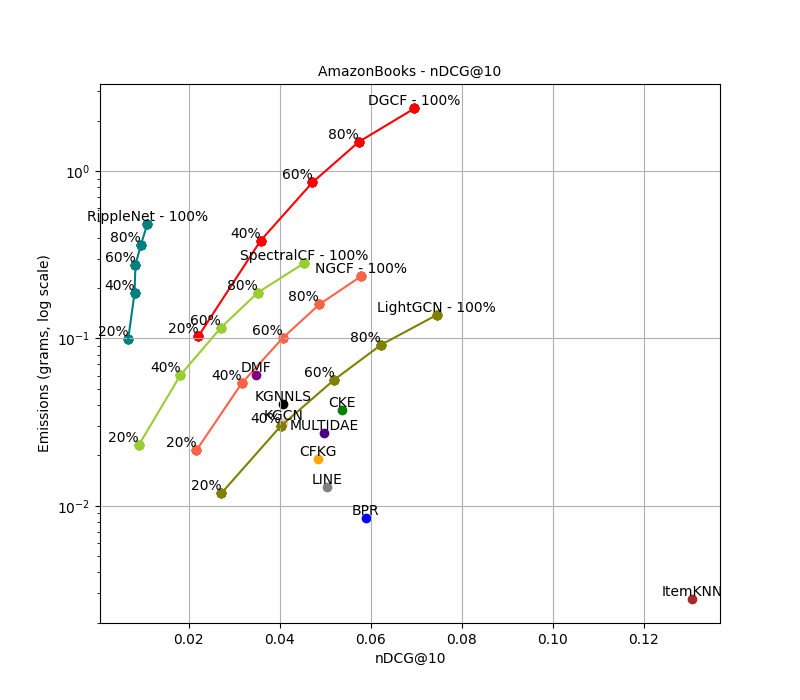 AmazonBooks - nDCG@10
DGCF - 100%
80%
60%
40%
20%
RippleNet - 100%
80%
60%
40%
20%
SpectralCF - 100%
80%
60%
40%
20%
NGCF - 100%
80%
60%
40%
20%
LightGCN - 100%
80%
60%
40%
20%
DMF
KGNNLS
KGCN
CKE
MULTIDAE
CFKG
LINE
BPR
ItemKNN
10⁰
10⁻¹
10⁻²
Emissions (grams, log scale)
0.02 0.04 0.06 0.08 0.10 0.12
nDCG@10